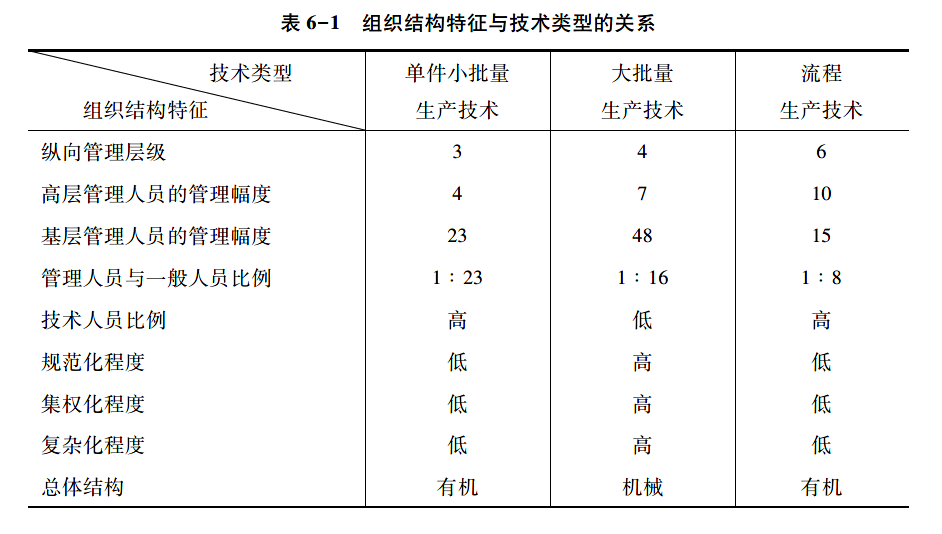 表 6-1 组织结构特征与技术类型的关系
技术类型 单件小批量 大批量 流程
组织结构特征 生产技术 生产技术 生产技术
纵向管理层级 3 4 6
高层管理人员的管理幅度 4 7 10
基层管理人员的管理幅度 23 48 15
管理人员与一般人员比例 1∶23 1∶16 1∶8
技术人员比例 高 低 高
规范化程度 低 高 低
集权化程度 低 高 低
复杂化程度 低 高 低
总体结构 有机 机械 有机